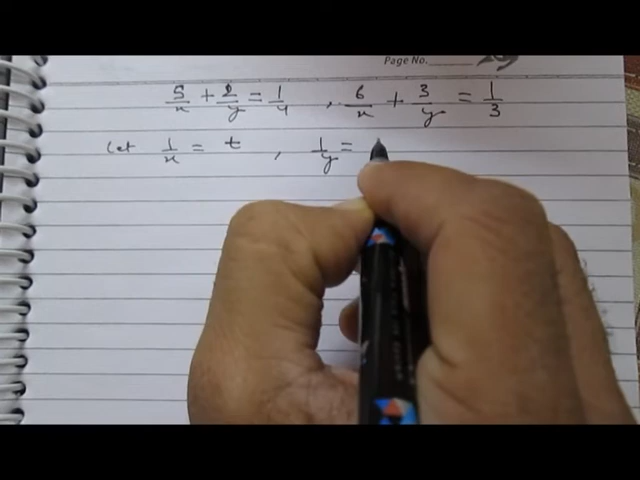 Page No.
5/x + 2/y = 1/4 , 6/x + 3/y = 1/3
Let 1/x = t , 1/y =